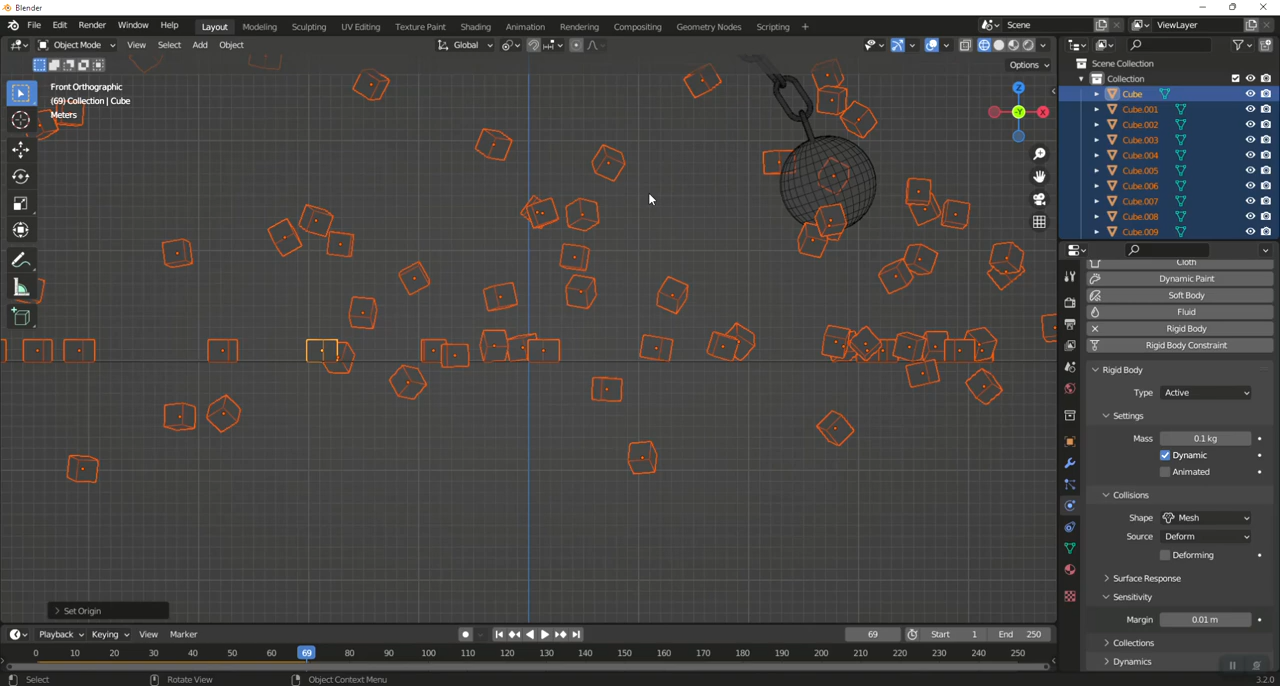 Blender
File Edit Render Window Help Layout Modeling Sculpting UV Editing Texture Paint Shading Animation Rendering Compositing Geometry Nodes Scripting + Scene ViewLayer
Object Mode View Select Add Object Global
Options
Front Orthographic
(69) Collection | Cube
Meters
Z
X
-Y
Scene Collection
Collection
Cube
Cube.001
Cube.002
Cube.003
Cube.004
Cube.005
Cube.006
Cube.007
Cube.008
Cube.009
Cloth
Dynamic Paint
Soft Body
Fluid
Rigid Body
Rigid Body Constraint
Rigid Body
Type Active
Settings
Mass 0.1 kg
Dynamic
Animated
Collisions
Shape Mesh
Source Deform
Deforming
Surface Response
Sensitivity
Margin 0.01 m
Collections
Dynamics
Set Origin
Playback Keying View Marker 69 Start 1 End 250
0 10 20 30 40 50 60 69 80 90 100 110 120 130 140 150 160 170 180 190 200 210 220 230 240 250
Select Rotate View Object Context Menu 3.2.0